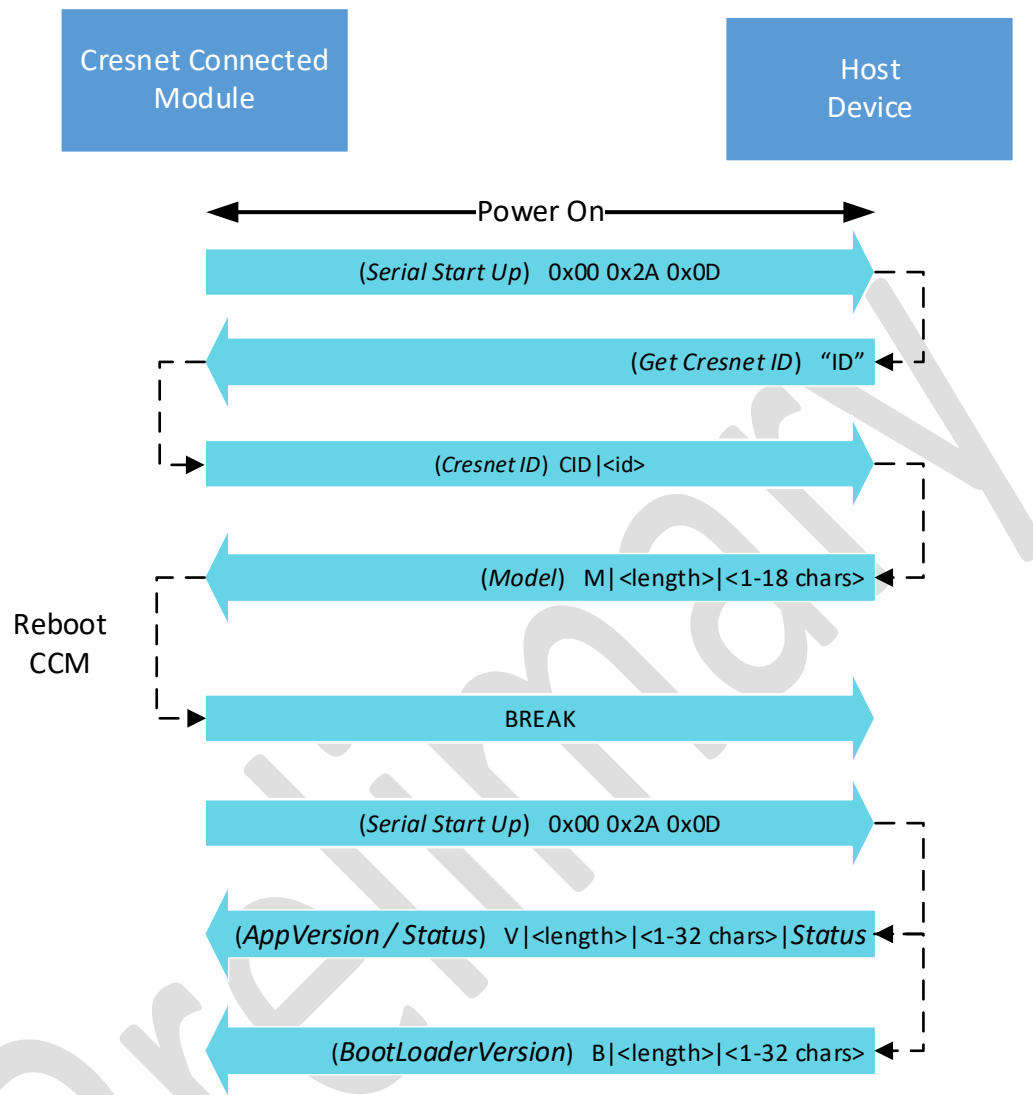 Cresnet Connected
Module
Host
Device
Power On
(Serial Start Up) 0x00 0x2A 0x0D
(Get Cresnet ID) “ID”
(Cresnet ID) CID|<id>
(Model) M|<length>|<1-18 chars>
Reboot
CCM
BREAK
(Serial Start Up) 0x00 0x2A 0x0D
(AppVersion / Status) V|<length>|<1-32 chars>|Status
(BootLoaderVersion) B|<length>|<1-32 chars>
Prelimary